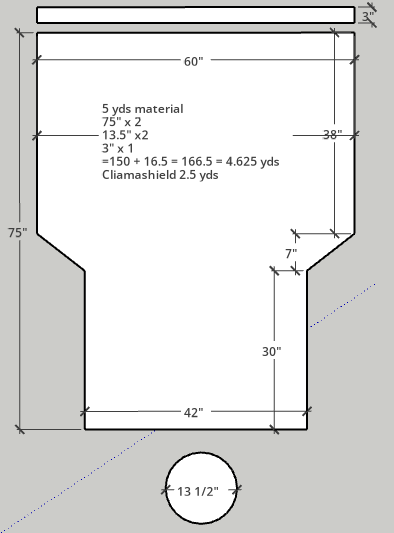 3"
60"
5 yds material
75" x 2
13.5" x2
3" x 1
=150 + 16.5 = 166.5 = 4.625 yds
Cliamashield 2.5 yds
38"
75"
7"
30"
42"
13 1/2"